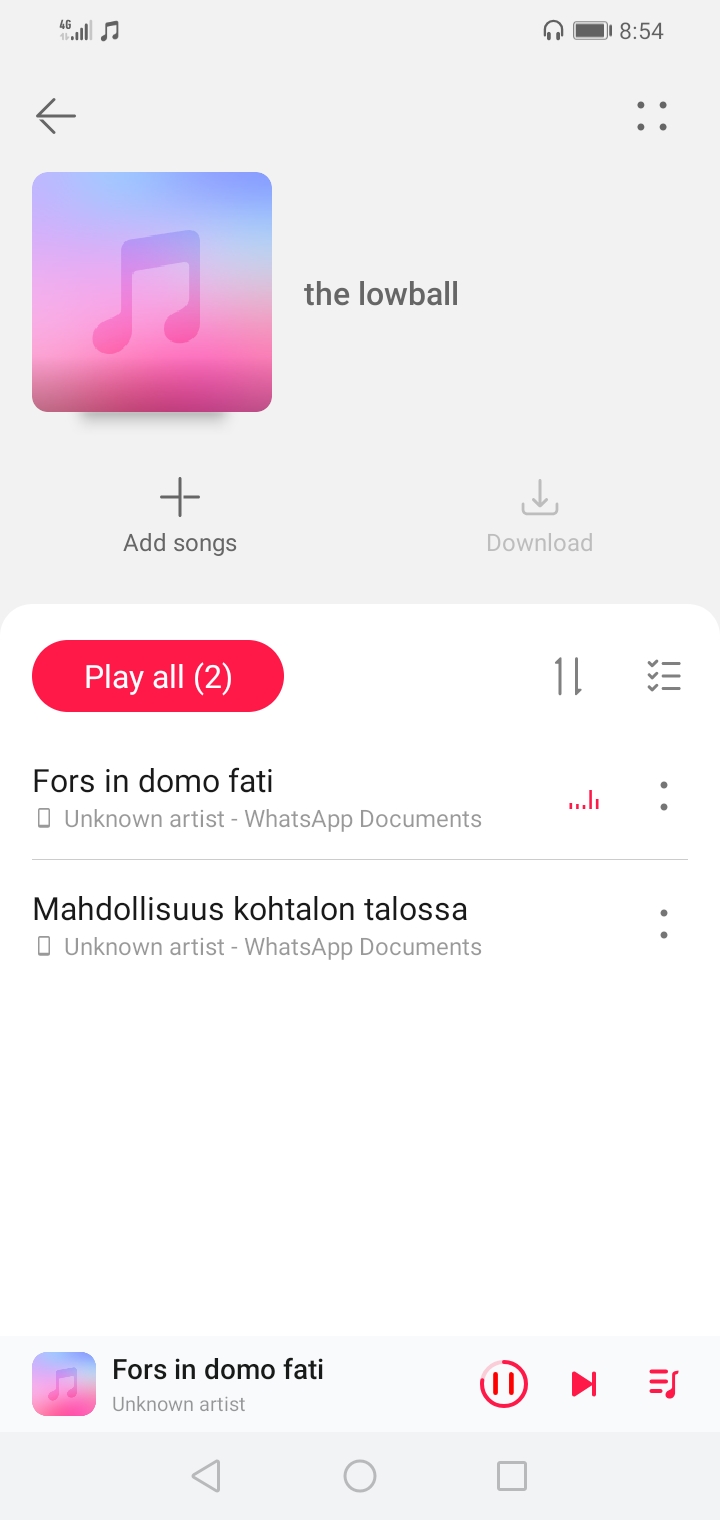 4G
8:54
the lowball
Add songs
Download
Play all (2)
Fors in domo fati
Unknown artist - WhatsApp Documents
Mahdollisuus kohtalon talossa
Unknown artist - WhatsApp Documents
Fors in domo fati
Unknown artist